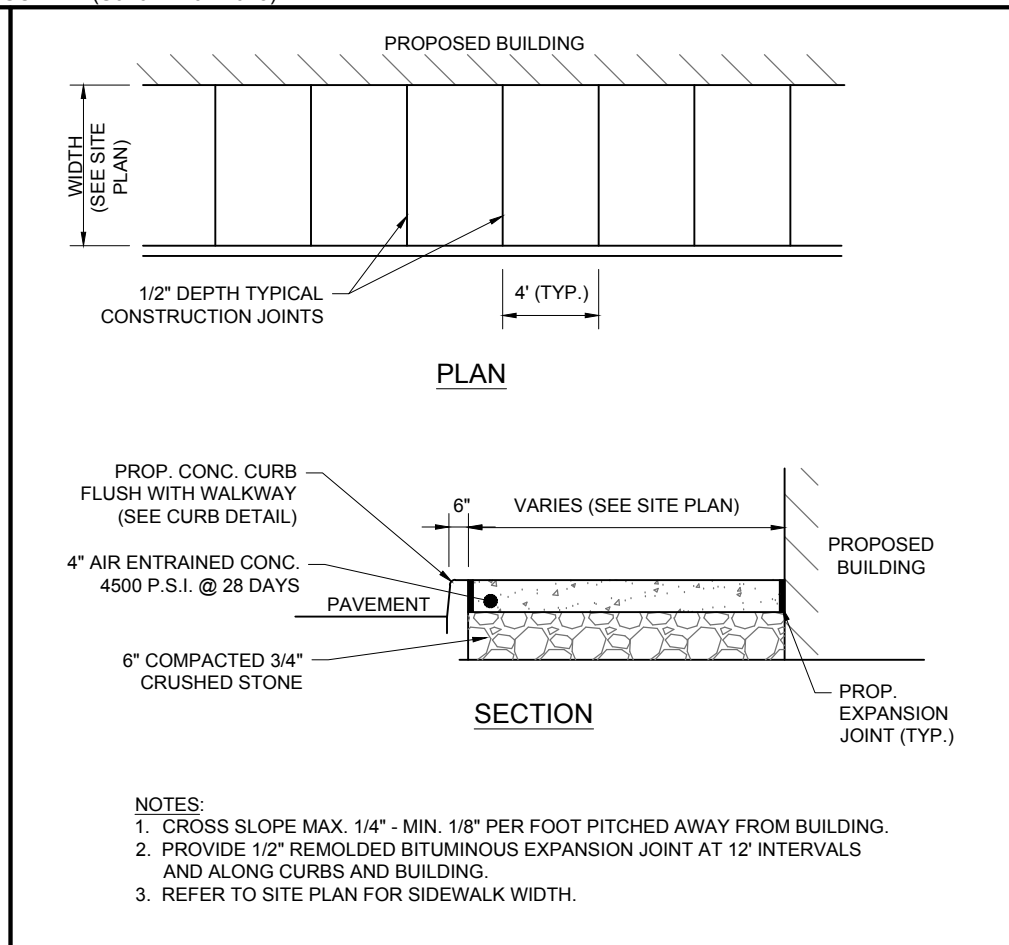 PROPOSED BUILDING
WIDTH
(SEE SITE
PLAN)
1/2" DEPTH TYPICAL
CONSTRUCTION JOINTS
4' (TYP.)
PLAN
PROP. CONC. CURB
FLUSH WITH WALKWAY
(SEE CURB DETAIL)
6"
VARIES (SEE SITE PLAN)
4" AIR ENTRAINED CONC.
4500 P.S.I. @ 28 DAYS
PROPOSED
BUILDING
PAVEMENT
6" COMPACTED 3/4"
CRUSHED STONE
PROP.
EXPANSION
JOINT (TYP.)
SECTION
NOTES:
1. CROSS SLOPE MAX. 1/4" - MIN. 1/8" PER FOOT PITCHED AWAY FROM BUILDING.
2. PROVIDE 1/2" REMOLDED BITUMINOUS EXPANSION JOINT AT 12' INTERVALS
AND ALONG CURBS AND BUILDING.
3. REFER TO SITE PLAN FOR SIDEWALK WIDTH.